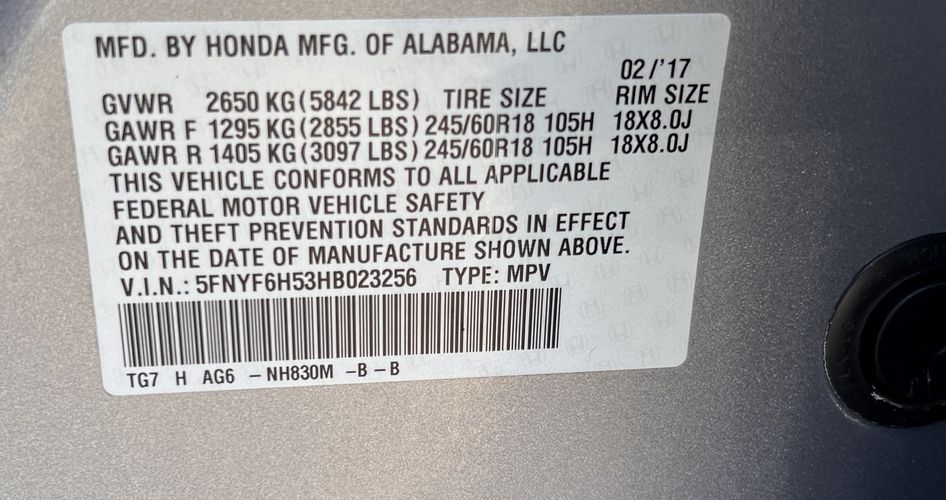 MFD. BY HONDA MFG. OF ALABAMA, LLC
02/'17
GVWR 2650 KG (5842 LBS) TIRE SIZE RIM SIZE
GAWR F 1295 KG (2855 LBS) 245/60R18 105H 18X8.0J
GAWR R 1405 KG (3097 LBS) 245/60R18 105H 18X8.0J
THIS VEHICLE CONFORMS TO ALL APPLICABLE
FEDERAL MOTOR VEHICLE SAFETY
AND THEFT PREVENTION STANDARDS IN EFFECT
ON THE DATE OF MANUFACTURE SHOWN ABOVE.
V.I.N.: 5FNYF6H53HB023256 TYPE: MPV
TG7 H AG6 - NH830M - B - B